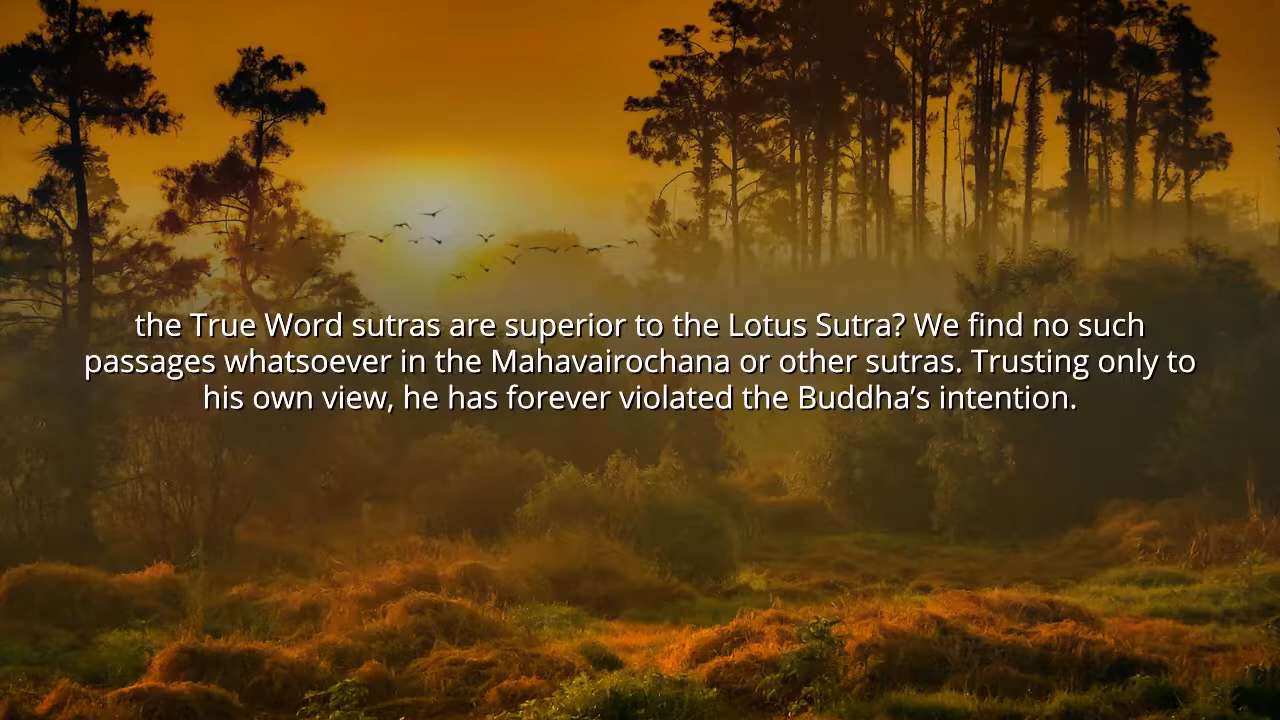 the True Word sutras are superior to the Lotus Sutra? We find no such
passages whatsoever in the Mahavairochana or other sutras. Trusting only to
his own view, he has forever violated the Buddha’s intention.